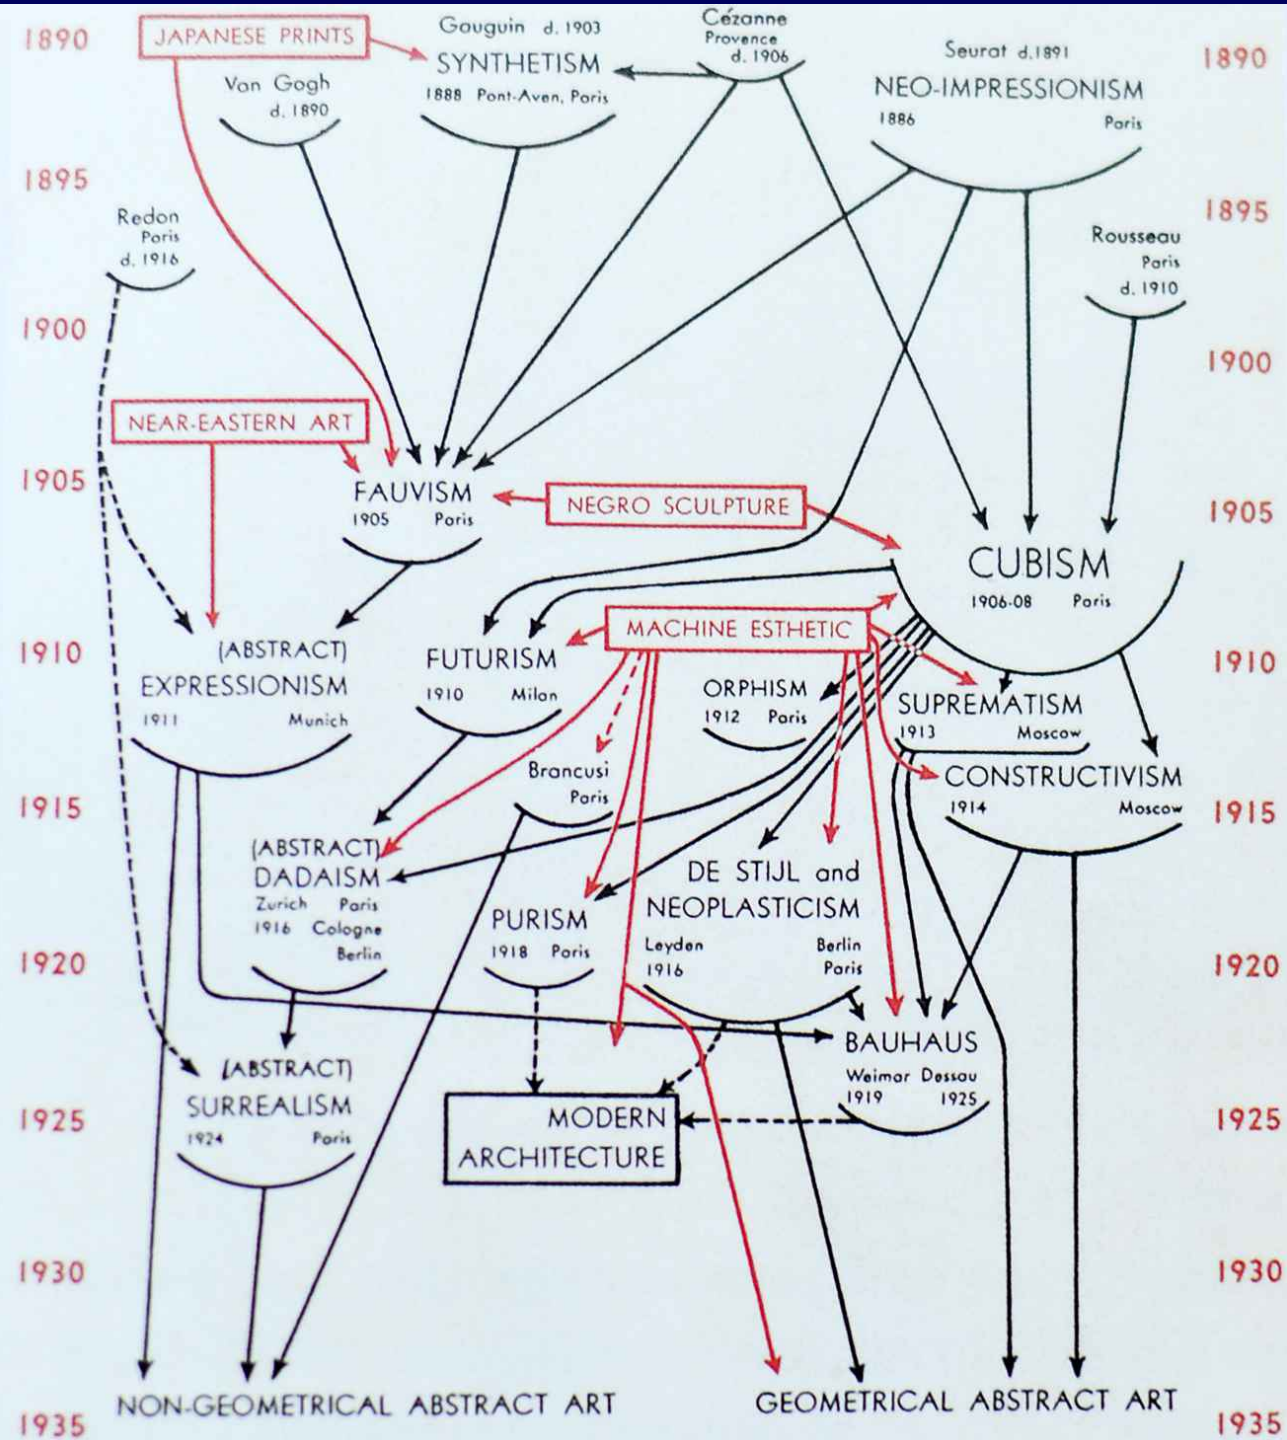 1890
JAPANESE PRINTS
Gauguin d. 1903
SYNTHETISM
1888 Pont-Aven, Paris
Cézanne
Provence
d. 1906
Seurat d.1891
NEO-IMPRESSIONISM
1886 Paris
1890
Van Gogh
d. 1890
1895
1895
Redon
Paris
d. 1916
Rousseau
Paris
d. 1910
1900
1900
NEAR-EASTERN ART
1905
FAUVISM
1905 Paris
NEGRO SCULPTURE
1905
CUBISM
1906-08 Paris
1910
(ABSTRACT)
EXPRESSIONISM
1911 Munich
FUTURISM
1910 Milan
MACHINE ESTHETIC
1910
ORPHISM
1912 Paris
SUPREMATISM
1913 Moscow
Brancusi
Paris
CONSTRUCTIVISM
1914 Moscow
1915
1915
(ABSTRACT)
DADAISM
Zurich Paris
1916 Cologne
Berlin
PURISM
1918 Paris
DE STIJL and
NEOPLASTICISM
Leyden Berlin
1916 Paris
1920
1920
BAUHAUS
Weimar Dessau
1919 1925
(ABSTRACT)
SURREALISM
1924 Paris
MODERN
ARCHITECTURE
1925
1925
1930
1930
NON-GEOMETRICAL ABSTRACT ART
GEOMETRICAL ABSTRACT ART
1935
1935